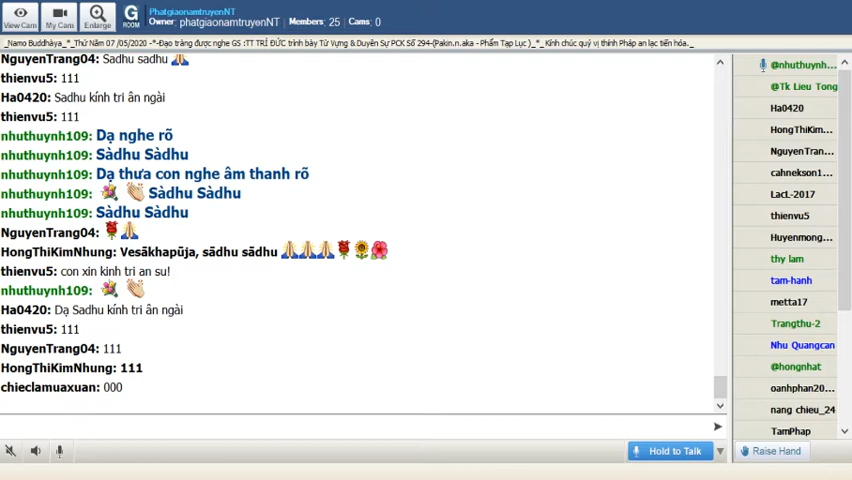 View Cam
My Cam
Enlarge
G
ROOM
PhatgiaonamtruyenNT
Owner: phatgiaonamtruyenNT Members: 25 Cams: 0
_Namo Buddhàya_*_Thứ Năm 07 /05/2020 -*-Đạo tràng được nghe GS :TT TRÍ ĐỨC trình bày Tứ Vựng & Duyên Sự PCK Số 294-(Pakin.n.aka - Phẩm Tạp Lục )_*_ Kính chúc quý vị thính Pháp an lạc tiến hóa._
NguyenTrang04: Sadhu sadhu
thienvu5: 111
Ha0420: Sadhu kính tri ân ngài
thienvu5: 111
nhuthuynh109: Dạ nghe rõ
nhuthuynh109: Sàdhu Sàdhu
nhuthuynh109: Dạ thưa con nghe âm thanh rõ
nhuthuynh109: Sàdhu Sàdhu
nhuthuynh109: Sàdhu Sàdhu
NguyenTrang04:
HongThiKimNhung: Vesākhapūja, sādhu sādhu
thienvu5: con xin kinh tri an su!
nhuthuynh109:
Ha0420: Dạ Sadhu kính tri ân ngài
thienvu5: 111
NguyenTrang04: 111
HongThiKimNhung: 111
chieclamuaxuan: 000
@nhuthuynh...
@Tk Lieu Tong
Ha0420
HongThiKim...
NguyenTran...
cahnekson1...
LacL-2017
thienvu5
Huyenmong...
thy lam
tam-hanh
metta17
Trangthu-2
Nhu Quangcan
@hongnhat
oanhphan20...
nang chieu_24
TamPhap
Hold to Talk
Raise Hand